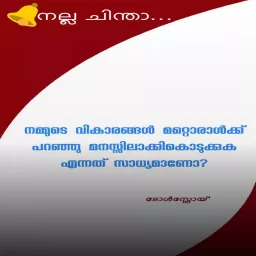 നല്ല ചിന്താ...
നമ്മുടെ വികാരങ്ങൾ മറ്റൊരാൾക്ക്
പറഞ്ഞു മനസ്സിലാക്കികൊടുക്കുക
എന്നത് സാധ്യമാണോ?
ടോൾസ്റ്റോയ്